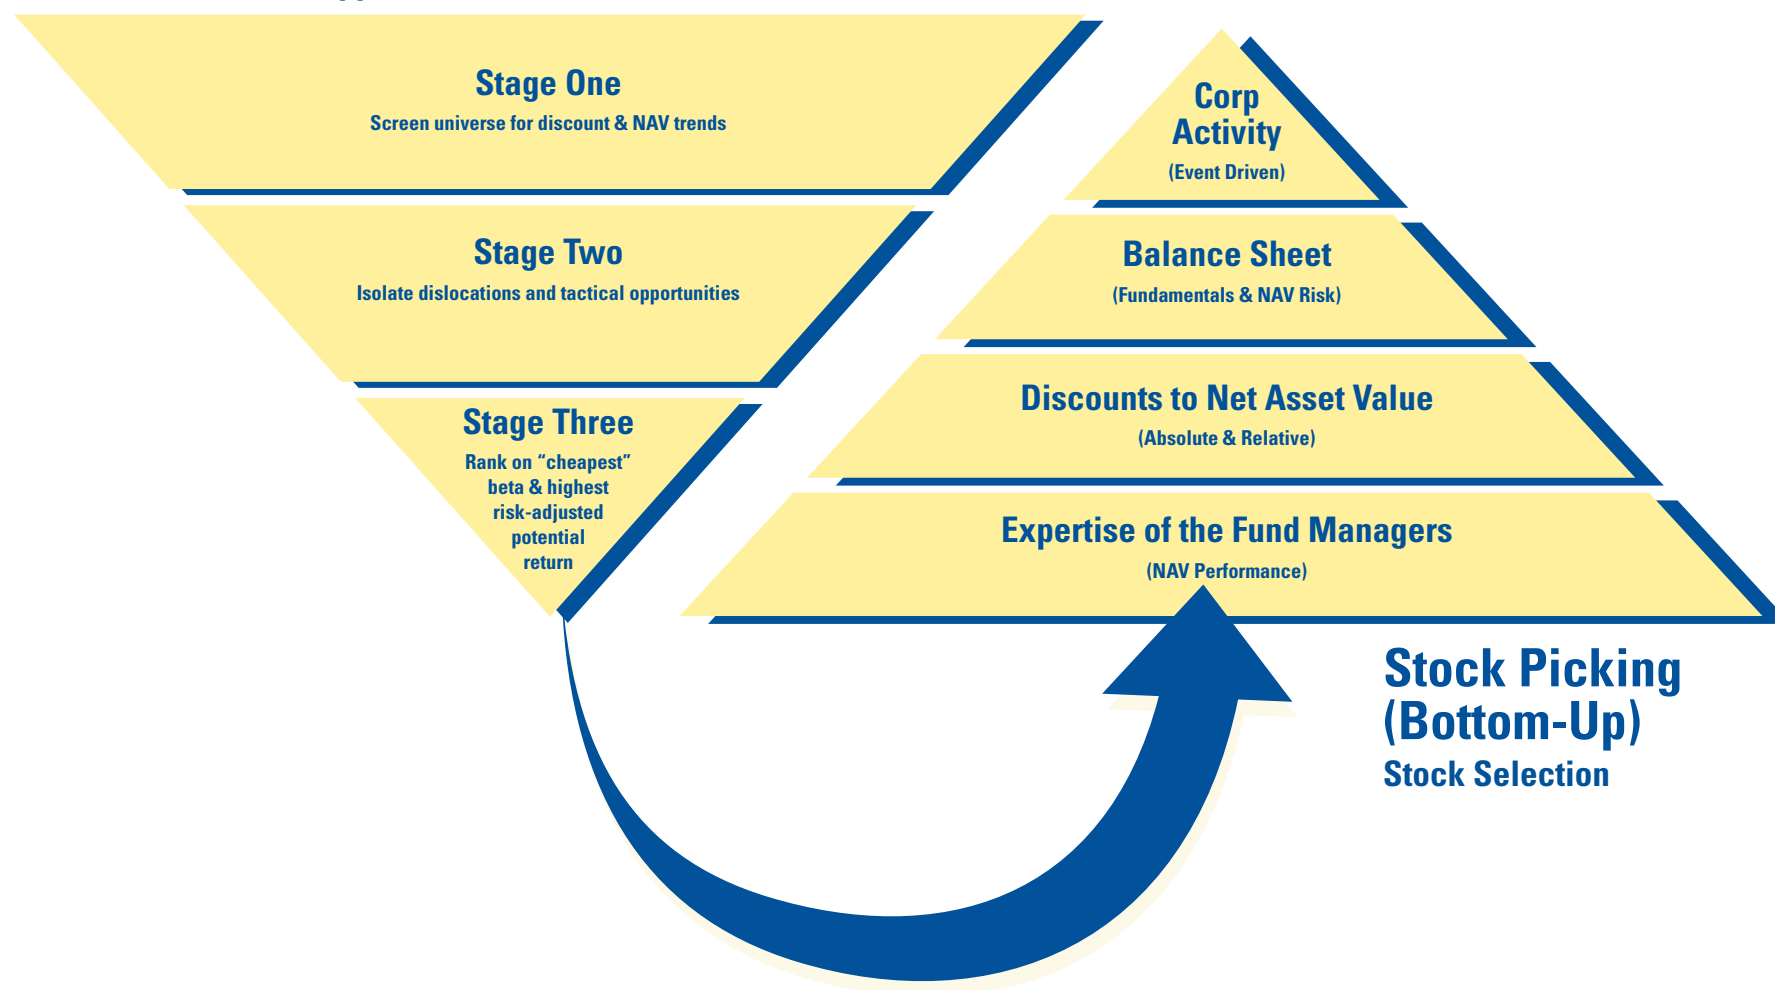 Stage One
Screen universe for discount & NAV trends
Stage Two
Isolate dislocations and tactical opportunities
Stage Three
Rank on “cheapest”
beta & highest
risk-adjusted
potential
return
Corp
Activity
(Event Driven)
Balance Sheet
(Fundamentals & NAV Risk)
Discounts to Net Asset Value
(Absolute & Relative)
Expertise of the Fund Managers
(NAV Performance)
Stock Picking
(Bottom-Up)
Stock Selection